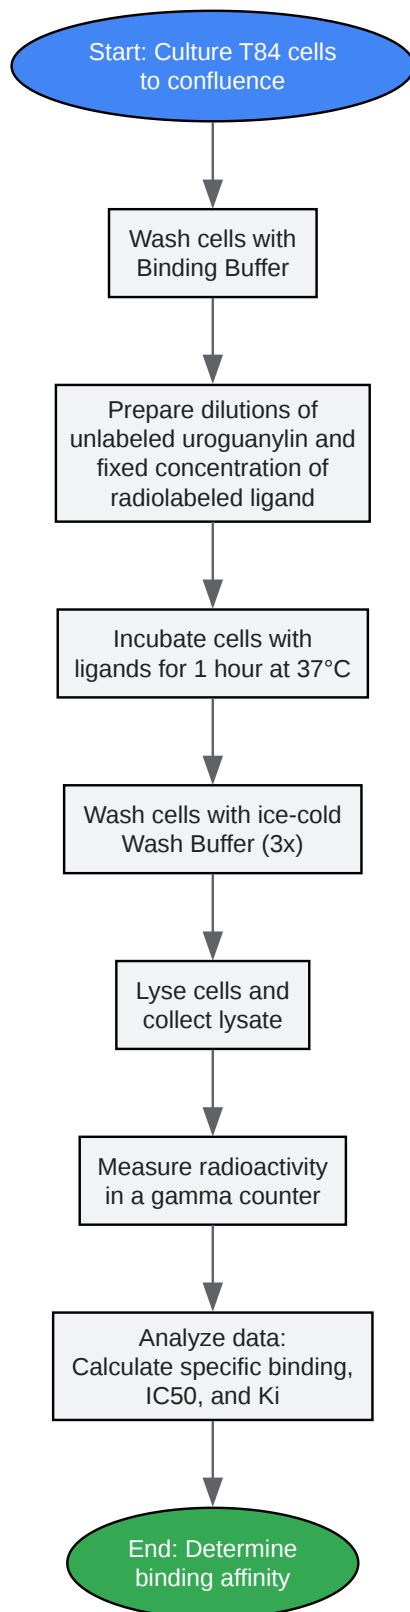 Start: Culture T84 cells
to confluence
Wash cells with
Binding Buffer
Prepare dilutions of
unlabeled uroguanylin and
fixed concentration of
radiolabeled ligand
Incubate cells with
ligands for 1 hour at 37°C
Wash cells with ice-cold
Wash Buffer (3x)
Lyse cells and
collect lysate
Measure radioactivity
in a gamma counter
Analyze data:
Calculate specific binding,
IC50, and Ki
End: Determine
binding affinity